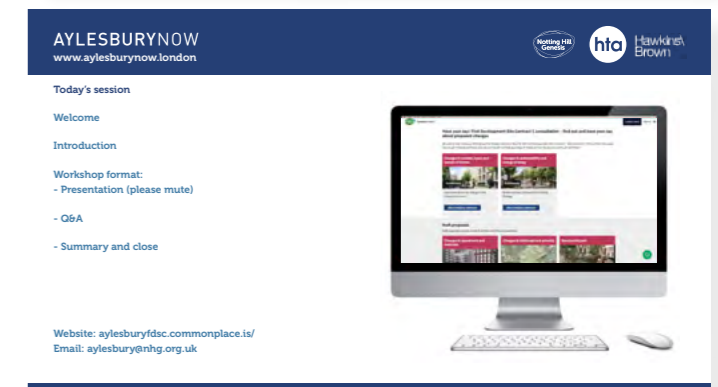 AYLESBURYNOW
www.aylesburynow.london
Notting Hill
Genesis
hta
Hawkins\
Brown
Today's session
Welcome
Introduction
Workshop format:
- Presentation (please mute)
- Q&A
- Summary and close
Website: aylesburyfdsc.commonplace.is/
Email: aylesbury@nhg.org.uk